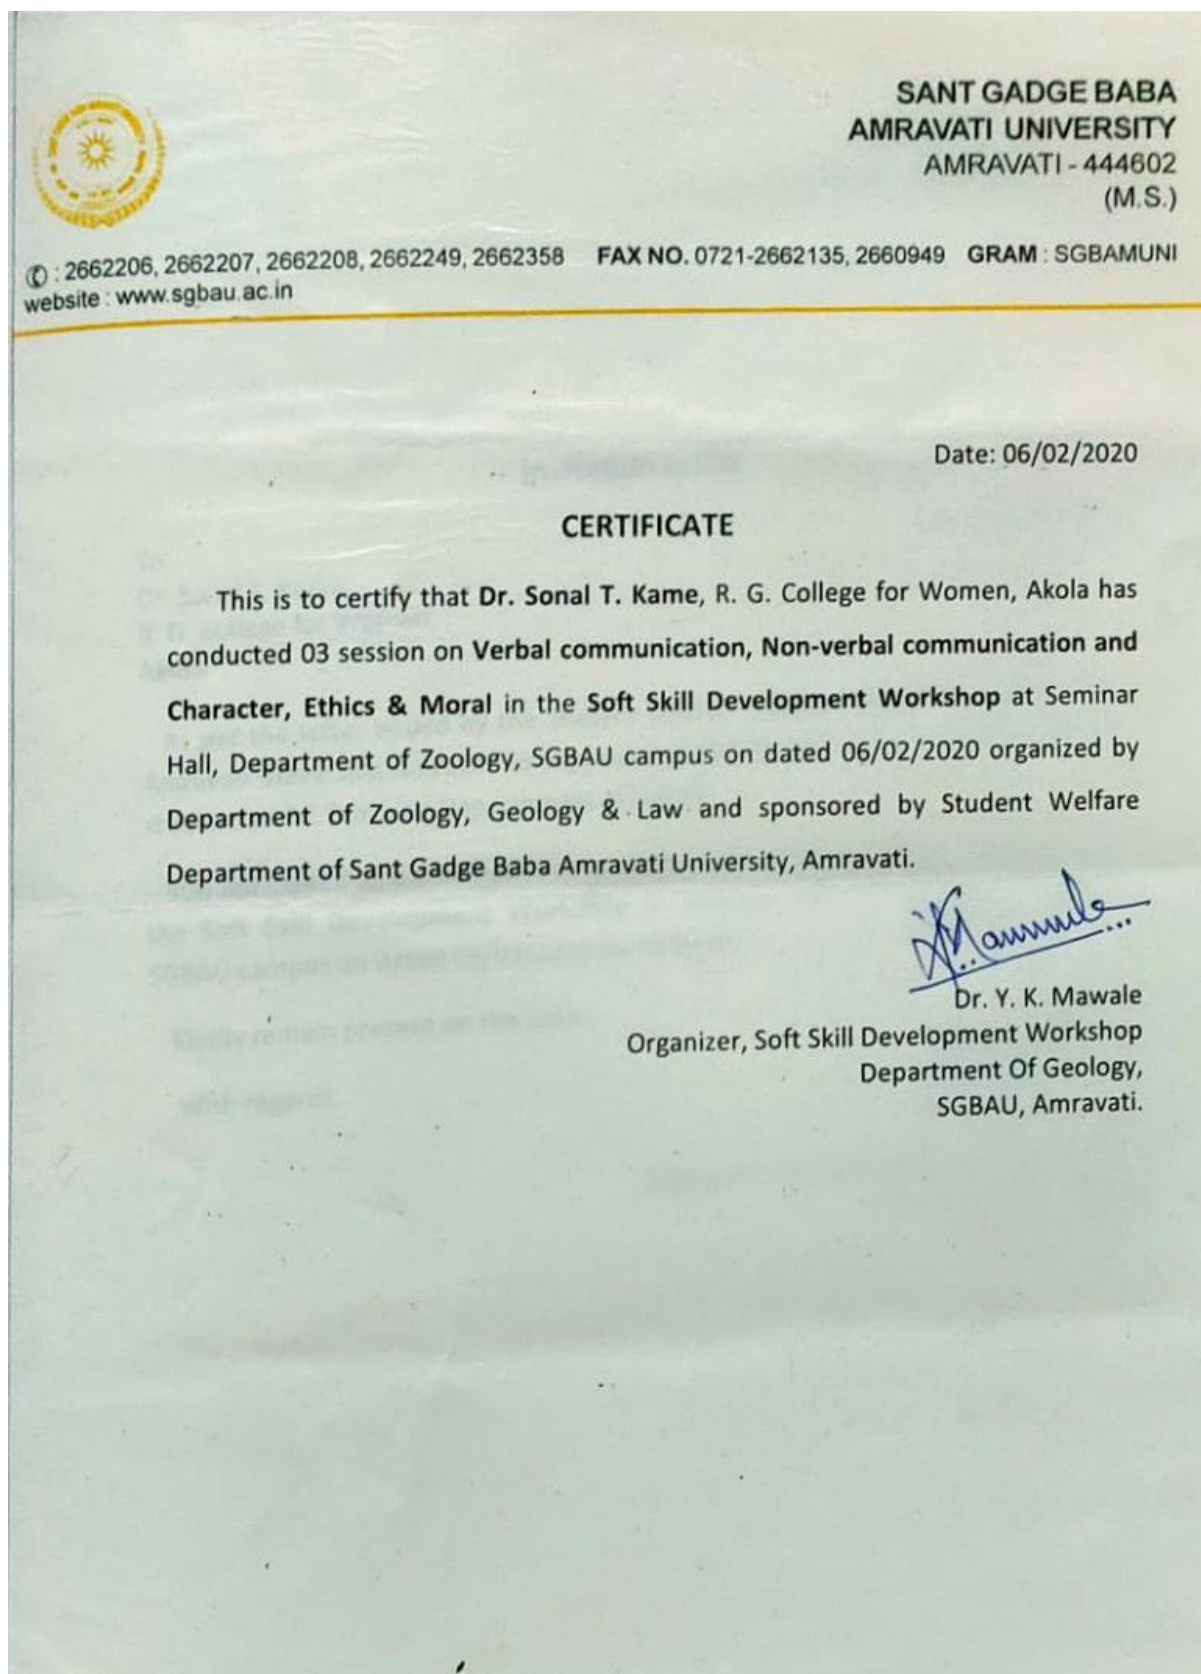 SANT GADGE BABA
AMRAVATI UNIVERSITY
AMRAVATI - 444602
(M.S.)
✆ : 2662206, 2662207, 2662208, 2662249, 2662358 FAX NO. 0721-2662135, 2660949 GRAM : SGBAMUNI
website : www.sgbau.ac.in
Date: 06/02/2020
CERTIFICATE
This is to certify that Dr. Sonal T. Kame, R. G. College for Women, Akola has
conducted 03 session on Verbal communication, Non-verbal communication and
Character, Ethics & Moral in the Soft Skill Development Workshop at Seminar
Hall, Department of Zoology, SGBAU campus on dated 06/02/2020 organized by
Department of Zoology, Geology & Law and sponsored by Student Welfare
Department of Sant Gadge Baba Amravati University, Amravati.
Dr. Y. K. Mawale
Organizer, Soft Skill Development Workshop
Department Of Geology,
SGBAU, Amravati.